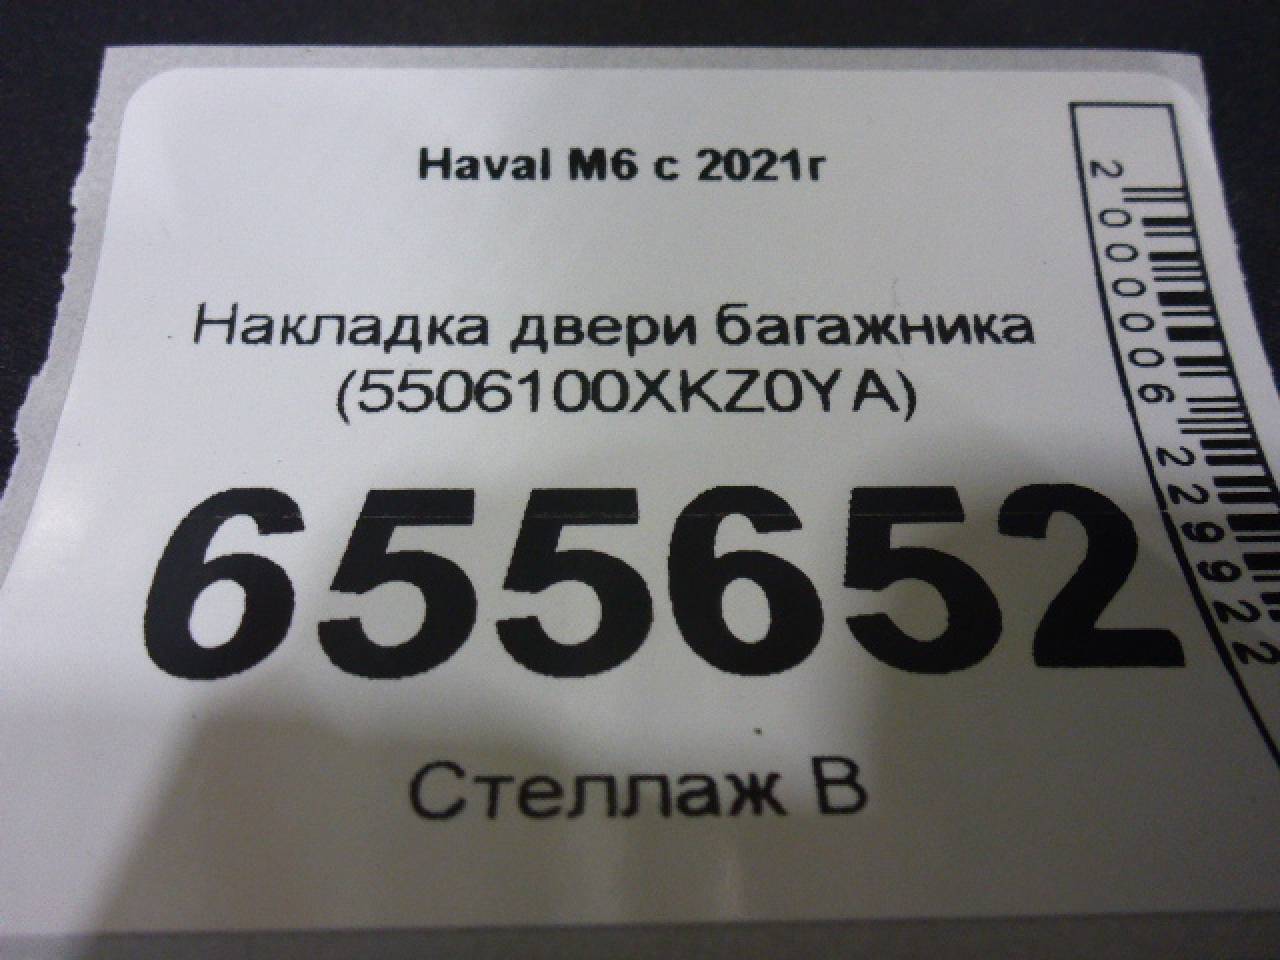 Haval M6 с 2021г
Накладка двери багажника
(5506100XKZ0YA)
655652
Стеллаж В
2000006229922